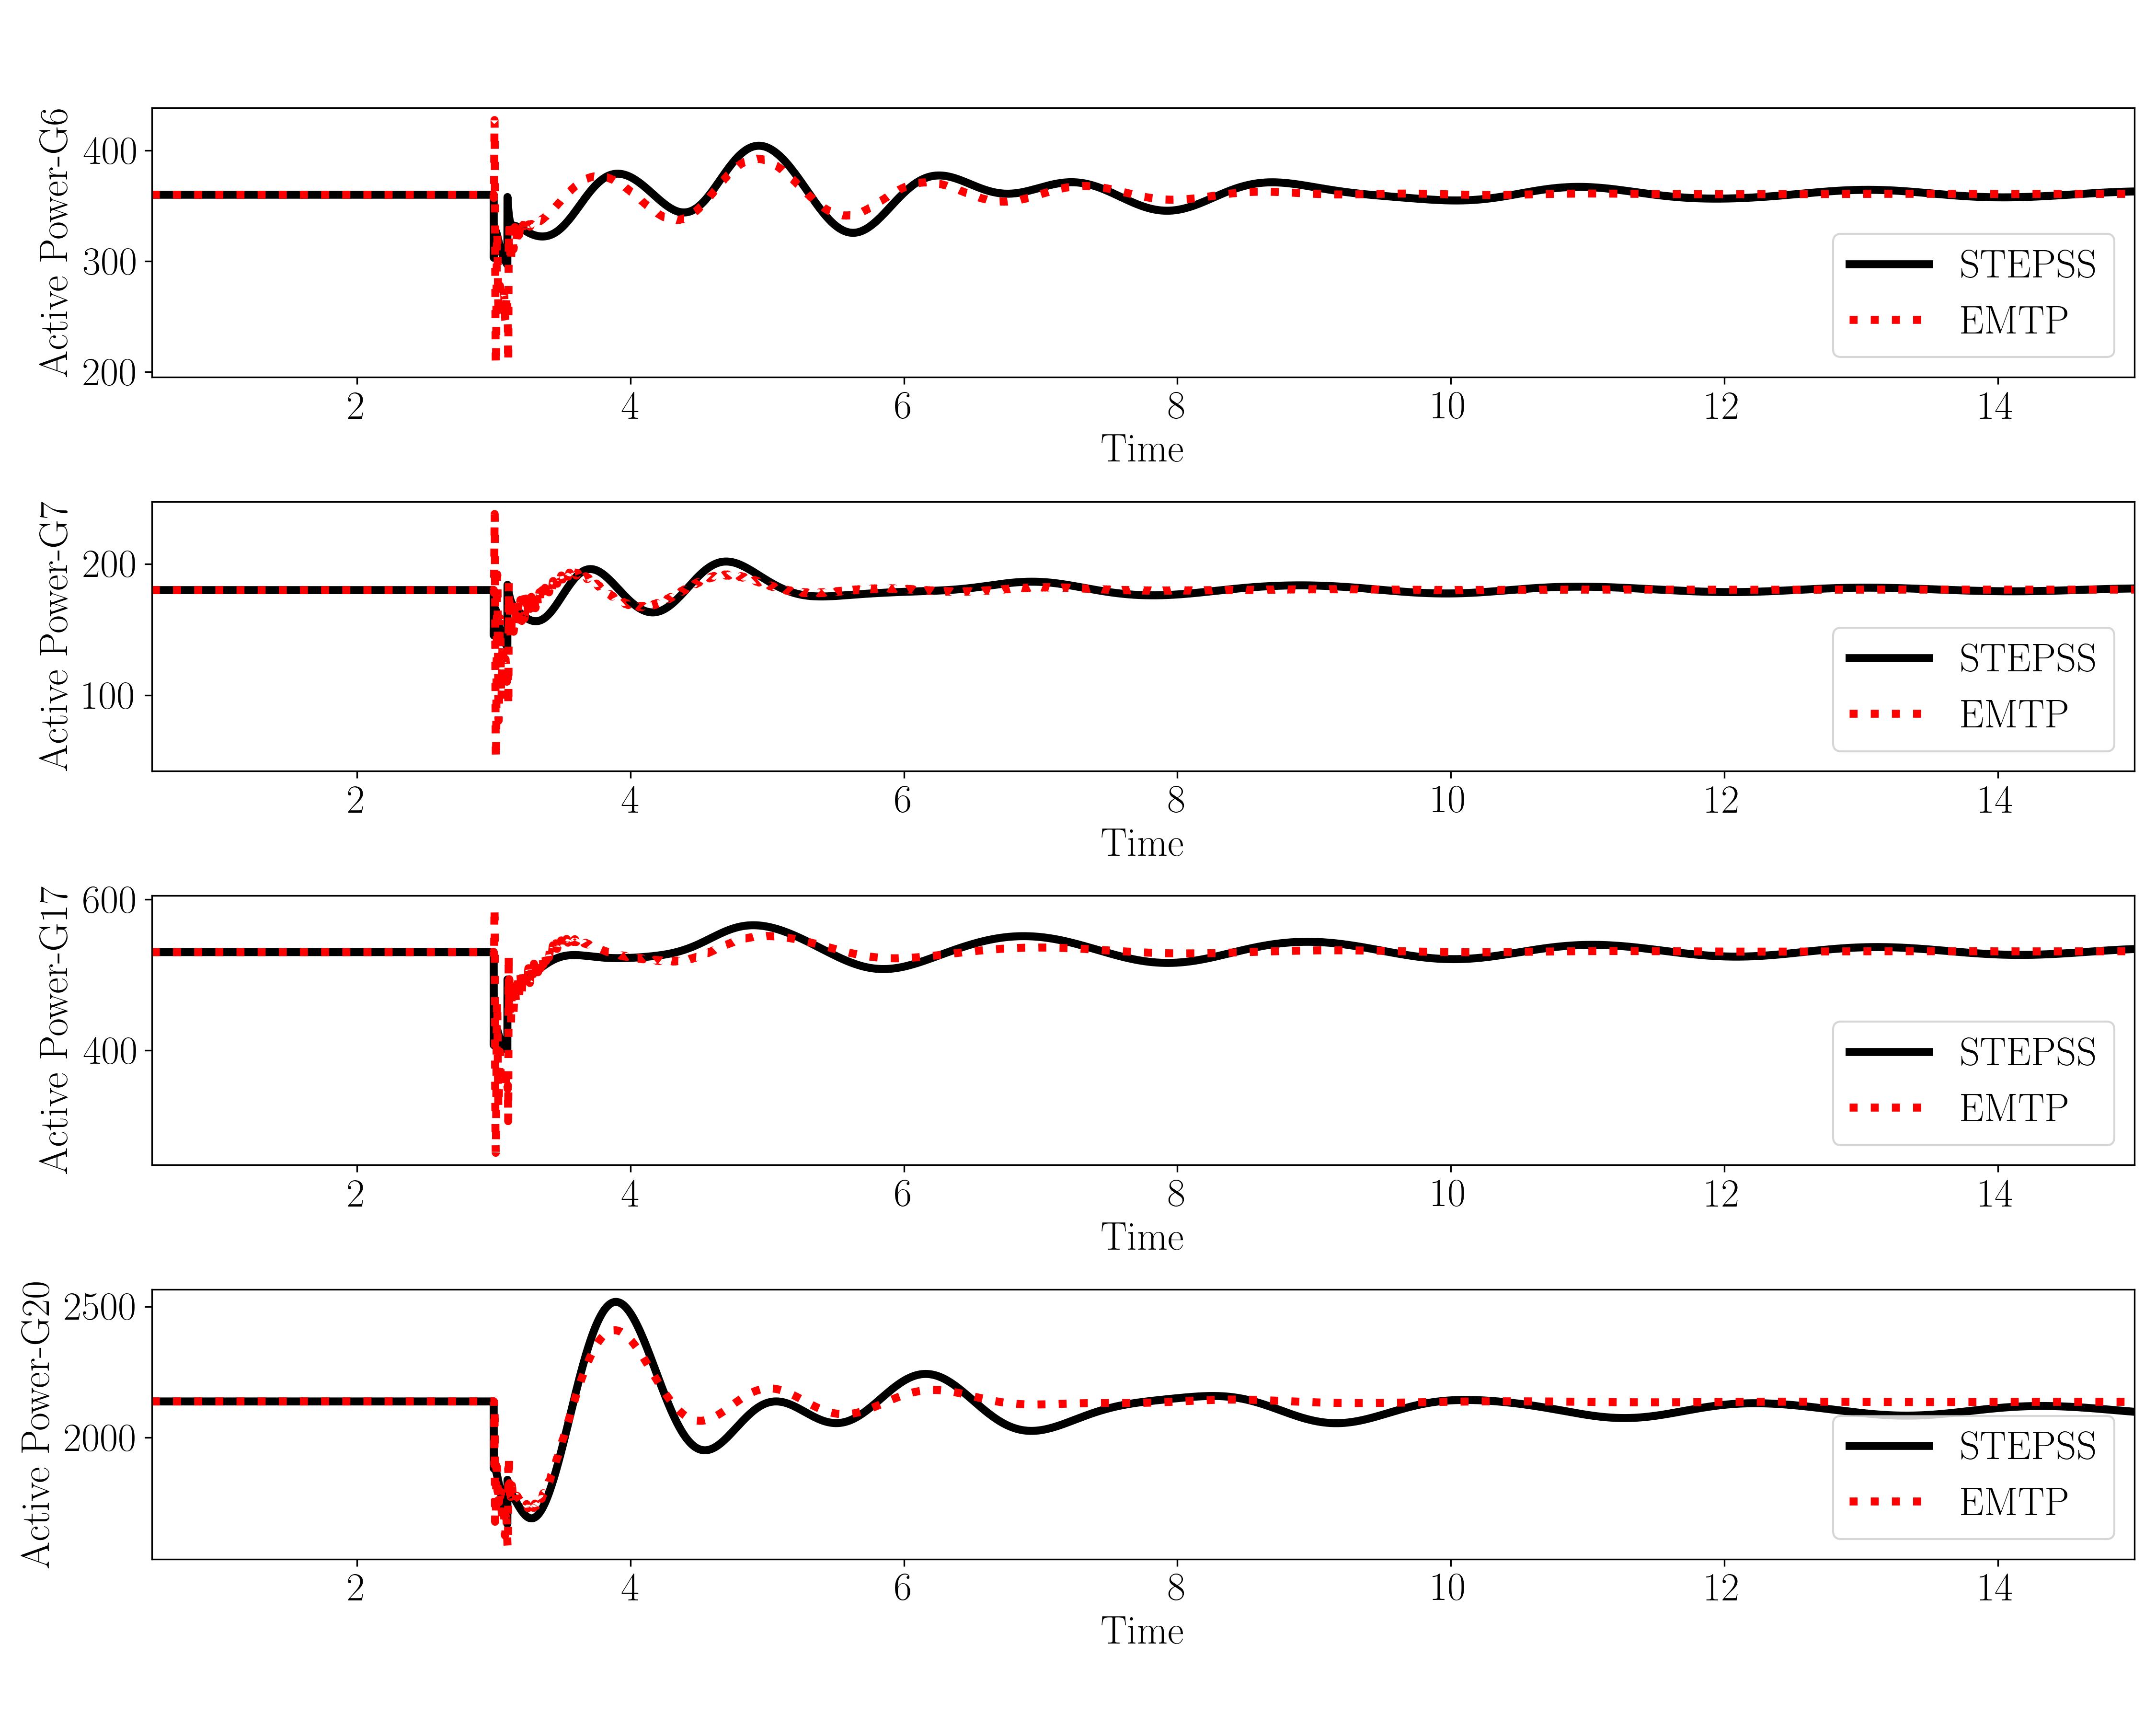 Active Power-G6
400
300
200
STEPSS
EMTP
2 4 6 8 10 12 14
Time
Active Power-G7
200
100
STEPSS
EMTP
2 4 6 8 10 12 14
Time
Active Power-G17
600
400
STEPSS
EMTP
2 4 6 8 10 12 14
Time
Active Power-G20
2500
2000
STEPSS
EMTP
2 4 6 8 10 12 14
Time